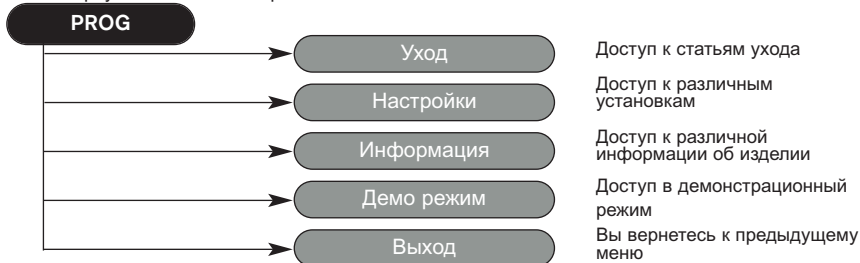 PROG
Уход
Доступ к статьям ухода
Настройки
Доступ к различным
установкам
Информация
Доступ к различной
информации об изделии
Демо режим
Доступ в демонстрационный
режим
Выход
Вы вернетесь к предыдущему
меню